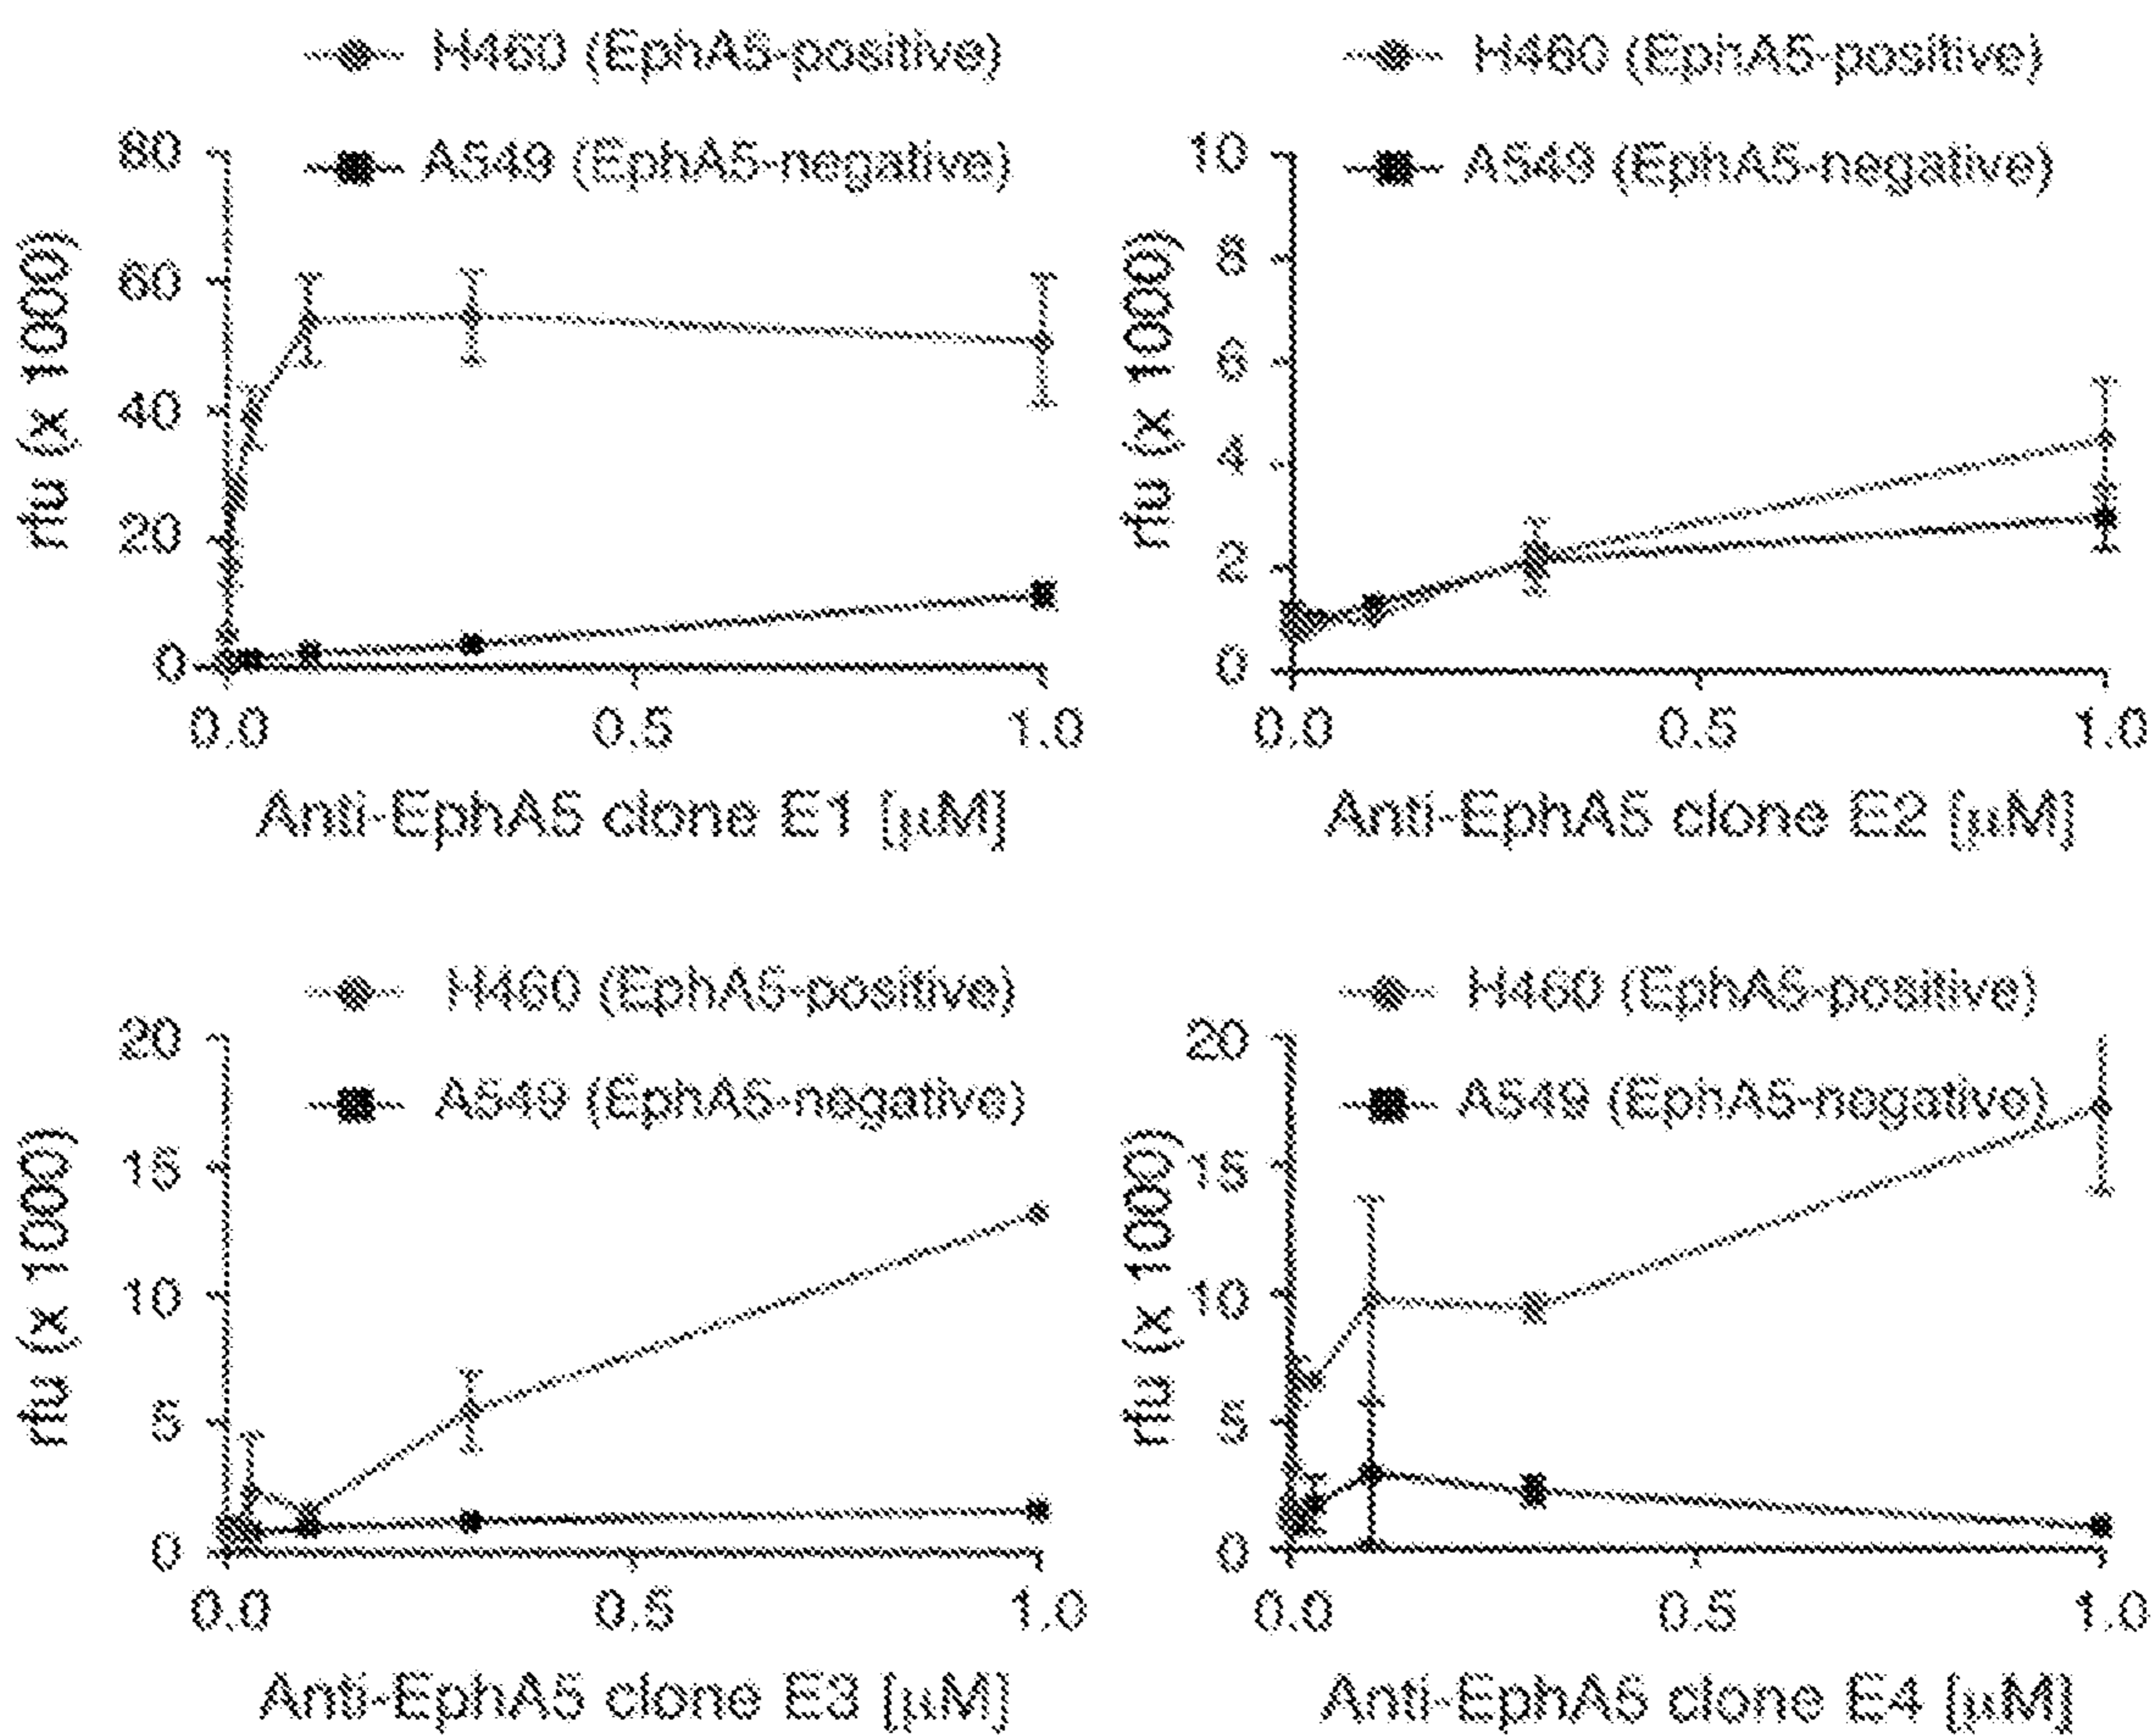 H460 (EphA5-positive)
A549 (EphA5-negative)
80
60
40
20
0
rfu (x 1000)
0.0 0.5 1.0
Anti-EphA5 clone E1 [µM]
H460 (EphA5-positive)
A549 (EphA5-negative)
10
8
6
4
2
0
rfu (x 1000)
0.0 0.5 1.0
Anti-EphA5 clone E2 [µM]
H460 (EphA5-positive)
A549 (EphA5-negative)
20
15
10
5
0
rfu (x 1000)
0.0 0.5 1.0
Anti-EphA5 clone E3 [µM]
H460 (EphA5-positive)
A549 (EphA5-negative)
20
15
10
5
0
rfu (x 1000)
0.0 0.5 1.0
Anti-EphA5 clone E4 [µM]